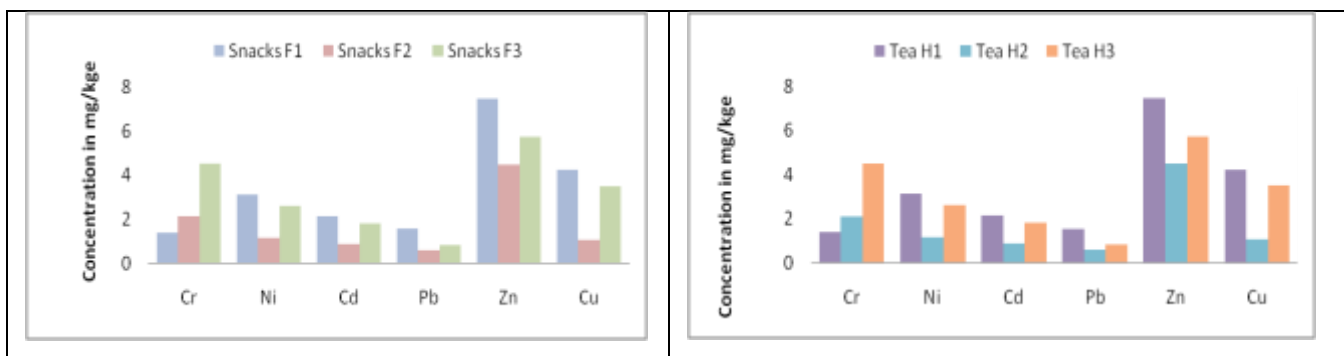 Snacks F1 Snacks F2 Snacks F3
Concentration in mg/kge
8
6
4
2
0
Cr Ni Cd Pb Zn Cu
Tea H1 Tea H2 Tea H3
Concentration in mg/kge
8
6
4
2
0
Cr Ni Cd Pb Zn Cu